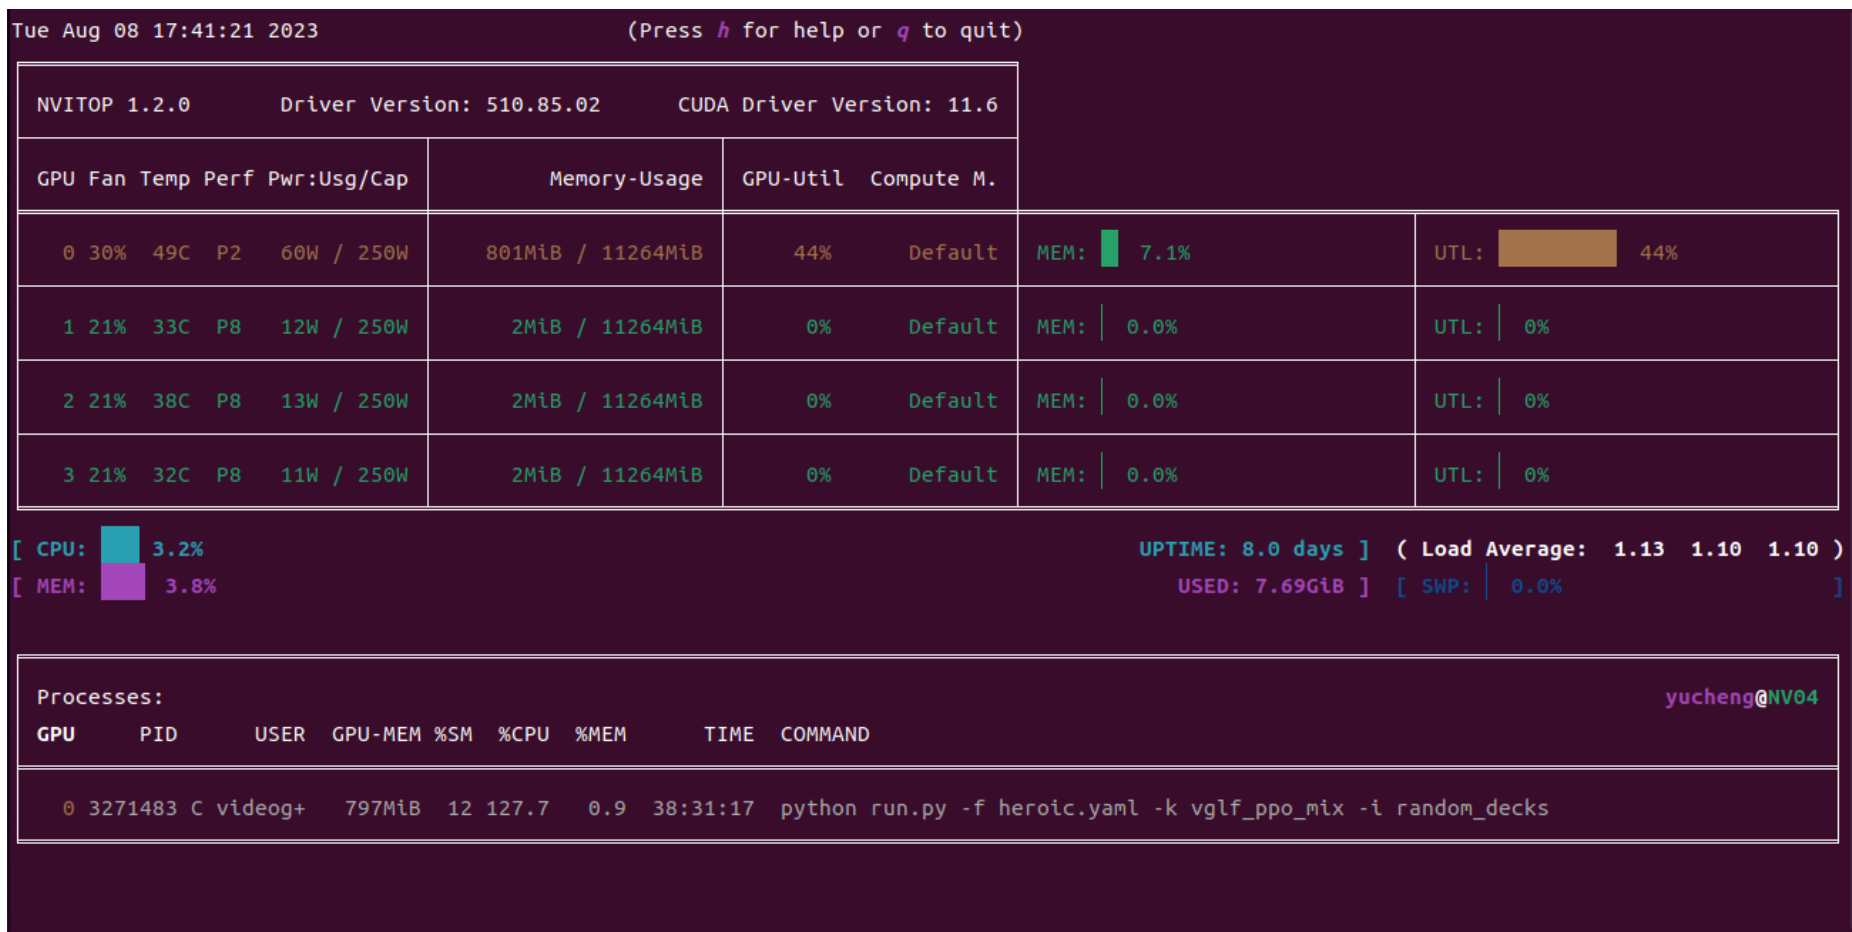 Tue Aug 08 17:41:21 2023 (Press h for help or q to quit)
NVITOP 1.2.0 Driver Version: 510.85.02 CUDA Driver Version: 11.6
GPU Fan Temp Perf Pwr:Usg/Cap Memory-Usage GPU-Util Compute M.
0 30% 49C P2 60W / 250W 801MiB / 11264MiB 44% Default MEM: 7.1% UTL: 44%
1 21% 33C P8 12W / 250W 2MiB / 11264MiB 0% Default MEM: 0.0% UTL: 0%
2 21% 38C P8 13W / 250W 2MiB / 11264MiB 0% Default MEM: 0.0% UTL: 0%
3 21% 32C P8 11W / 250W 2MiB / 11264MiB 0% Default MEM: 0.0% UTL: 0%
[ CPU: 3.2% UPTIME: 8.0 days ] ( Load Average: 1.13 1.10 1.10 )
[ MEM: 3.8% USED: 7.69GiB ] [ SWP: 0.0% ]
Processes: yucheng@NV04
GPU PID USER GPU-MEM %SM %CPU %MEM TIME COMMAND
0 3271483 C videog+ 797MiB 12 127.7 0.9 38:31:17 python run.py -f heroic.yaml -k vglf_ppo_mix -i random_decks